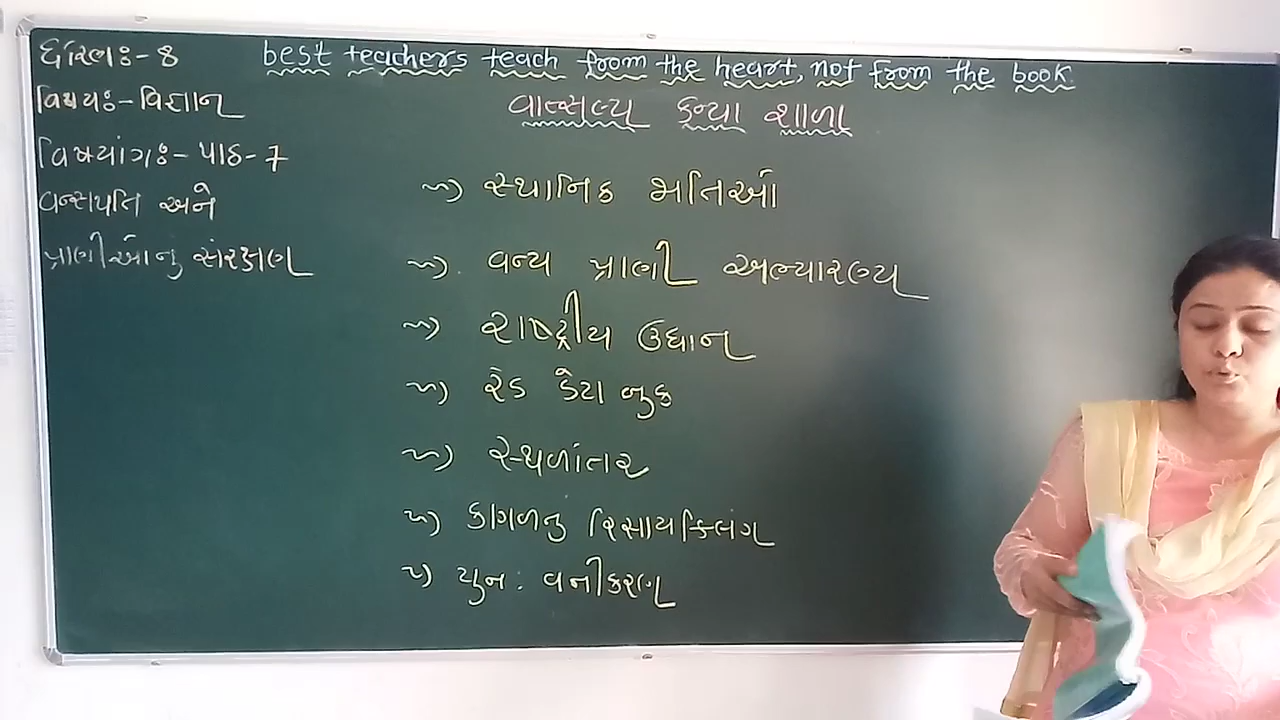 ધોરણઃ- 8
best teachers teach from the heart, not from the book.
વિષયઃ- વિજ્ઞાન
વાત્સલ્ય કન્યા શાળા
વિષયાંગઃ- પાઠ- 7
વનસ્પતિ અને
પ્રાણીઓનુ સંરક્ષણ
સ્થાનિક જાતિઓ
વન્ય પ્રાણી અભ્યારણ્ય
રાષ્ટ્રીય ઉદ્યાન
રેડ ડેટા બુક
સ્થળાંતર
કાગળનુ રિસાયક્લિંગ
પુનઃ વનીકરણ